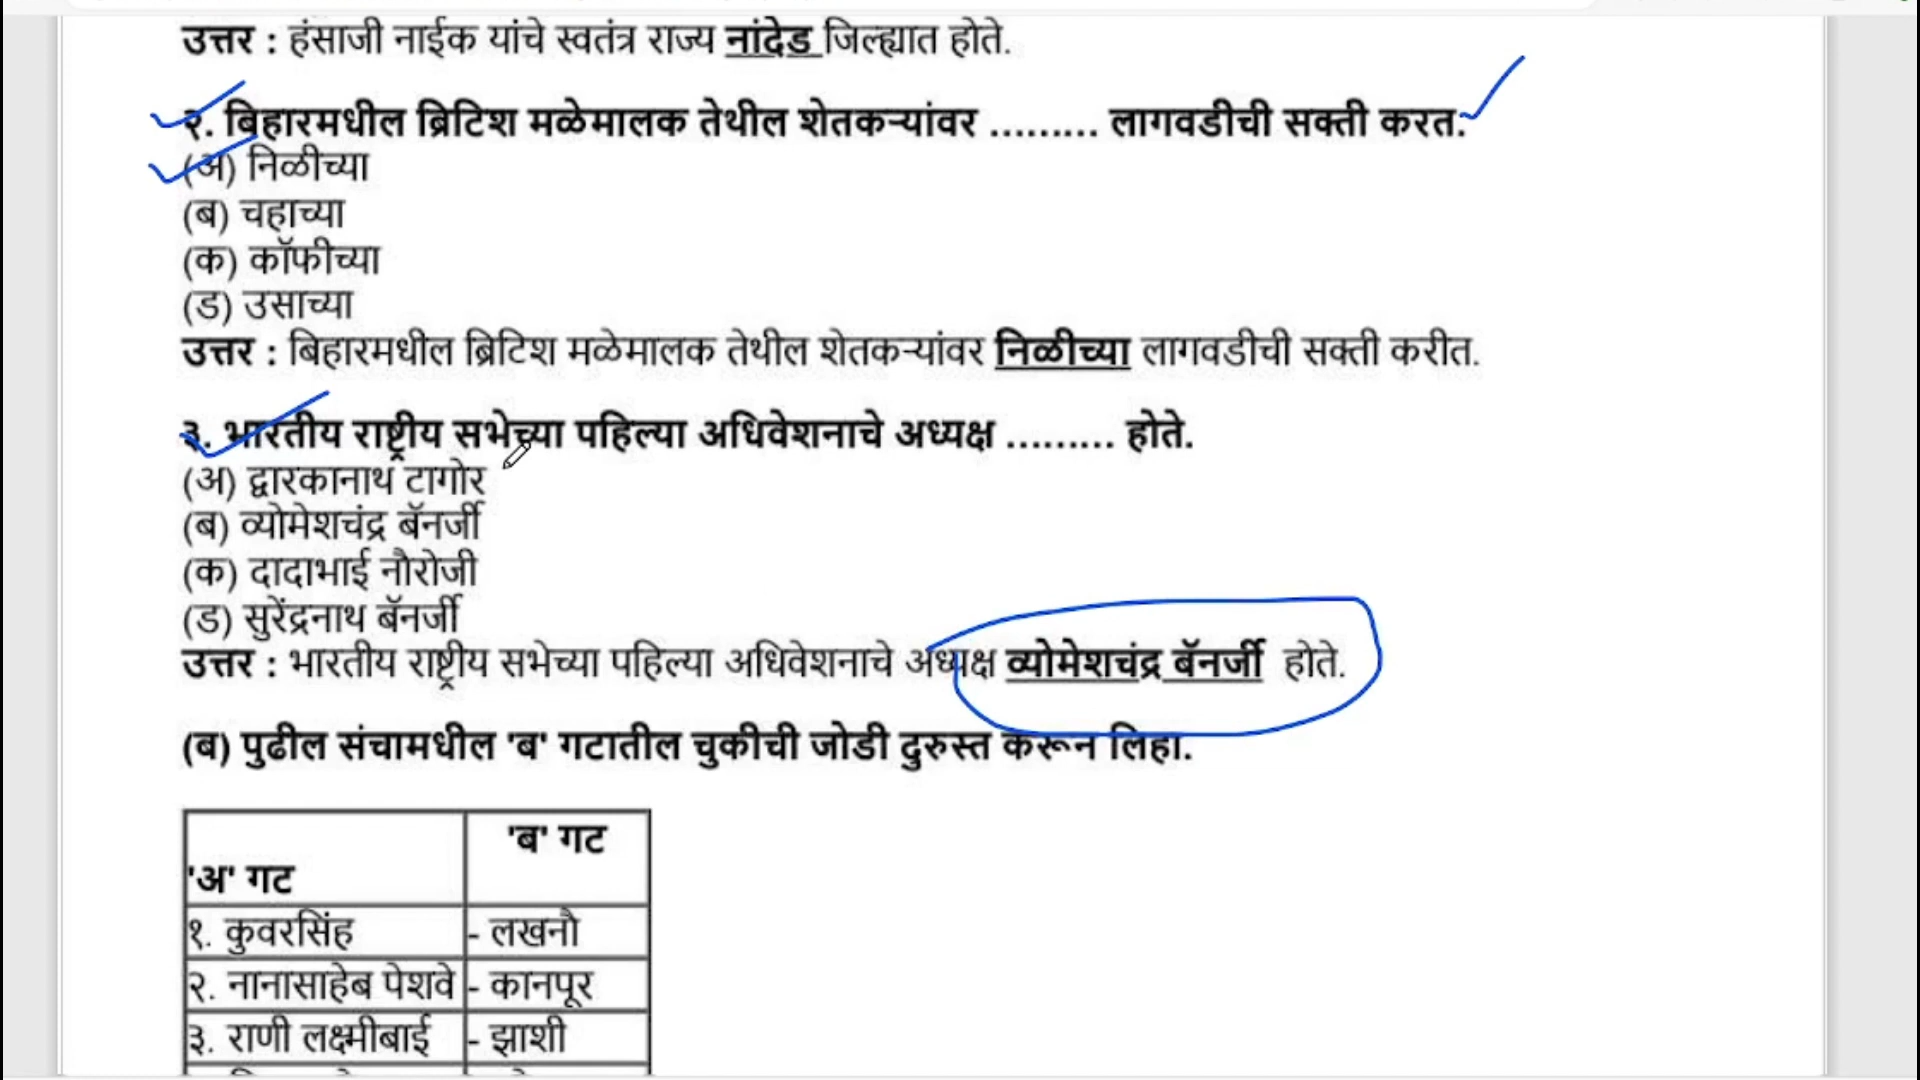 उत्तर : हंसाजी नाईक यांचे स्वतंत्र राज्य नांदेड जिल्ह्यात होते.
२. बिहारमधील ब्रिटिश मळेमालक तेथील शेतकऱ्यांवर ......... लागवडीची सक्ती करत.
(अ) निळीच्या
(ब) चहाच्या
(क) कॉफीच्या
(ड) उसाच्या
उत्तर : बिहारमधील ब्रिटिश मळेमालक तेथील शेतकऱ्यांवर निळीच्या लागवडीची सक्ती करीत.
३. भारतीय राष्ट्रीय सभेच्या पहिल्या अधिवेशनाचे अध्यक्ष ......... होते.
(अ) द्वारकानाथ टागोर
(ब) व्योमेशचंद्र बॅनर्जी
(क) दादाभाई नौरोजी
(ड) सुरेंद्रनाथ बॅनर्जी
उत्तर : भारतीय राष्ट्रीय सभेच्या पहिल्या अधिवेशनाचे अध्यक्ष व्योमेशचंद्र बॅनर्जी होते.
(ब) पुढील संचामधील 'ब' गटातील चुकीची जोडी दुरुस्त करून लिहा.
'अ' गट 'ब' गट
१. कुवरसिंह - लखनौ
२. नानासाहेब पेशवे - कानपूर
३. राणी लक्ष्मीबाई - झाशी